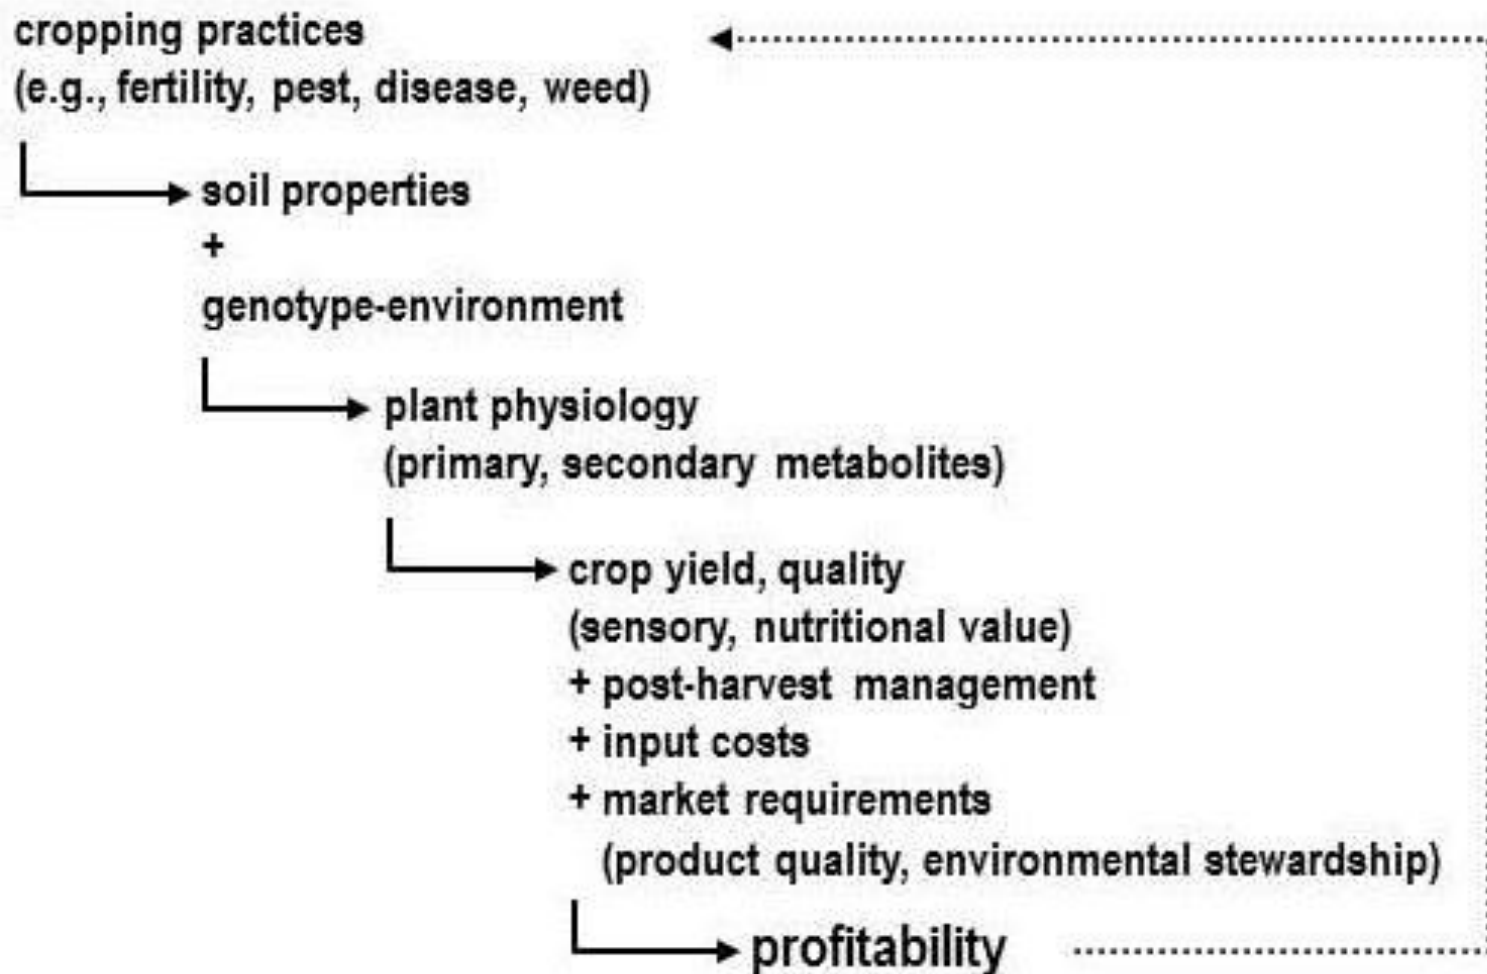 cropping practices
(e.g., fertility, pest, disease, weed)
soil properties
+
genotype-environment
plant physiology
(primary, secondary metabolites)
crop yield, quality
(sensory, nutritional value)
+ post-harvest management
+ input costs
+ market requirements
(product quality, environmental stewardship)
profitability